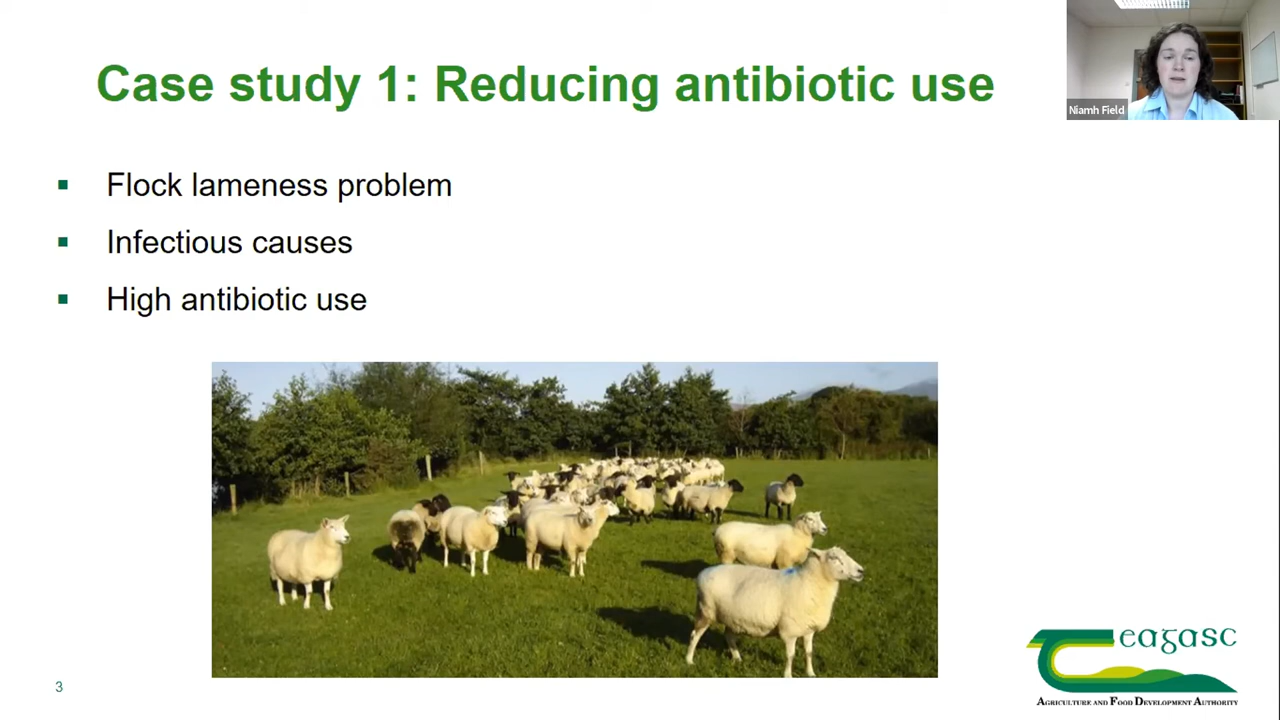 Case study 1: Reducing antibiotic use
Niamh Field
▪ Flock lameness problem
▪ Infectious causes
▪ High antibiotic use
3
Teagasc
AGRICULTURE AND FOOD DEVELOPMENT AUTHORITY